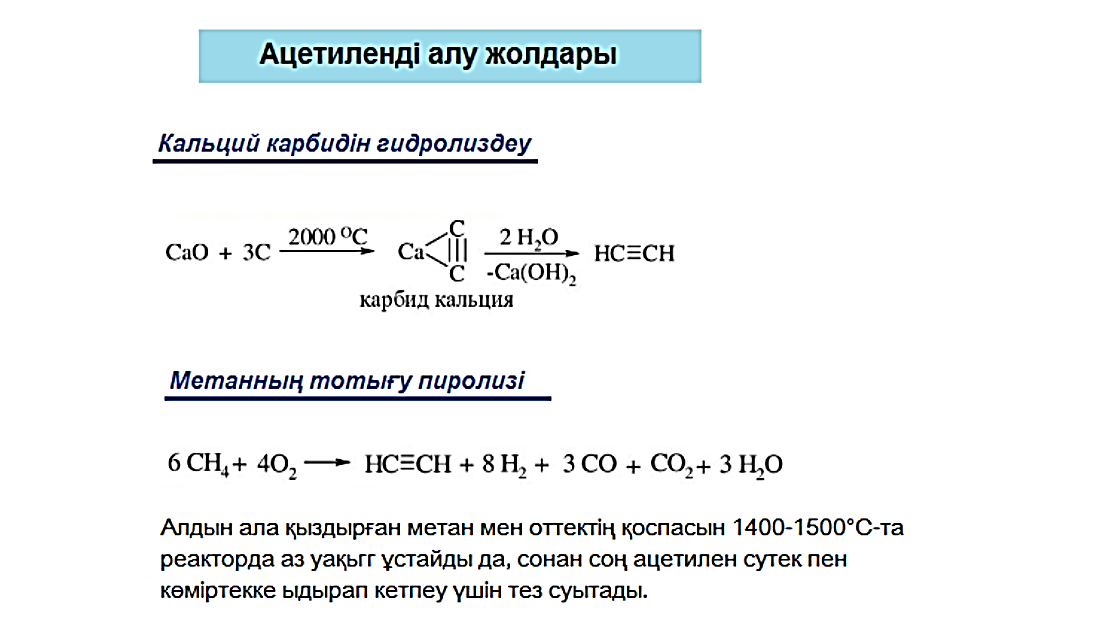 Ацетиленді алу жолдары
Кальций карбидін гидролиздеу
CaO + 3C 2000 °C Ca C C 2 H₂O -Ca(OH)₂ HC≡CH
карбид кальция
Метанның тотығу пиролизі
6 CH₄ + 4O₂ → HC≡CH + 8 H₂ + 3 CO + CO₂ + 3 H₂O
Алдын ала қыздырған метан мен оттектің қоспасын 1400-1500°С-та
реакторда аз уақьгг ұстайды да, сонан соң ацетилен сутек пен
көміртекке ыдырап кетпеу үшін тез суытады.